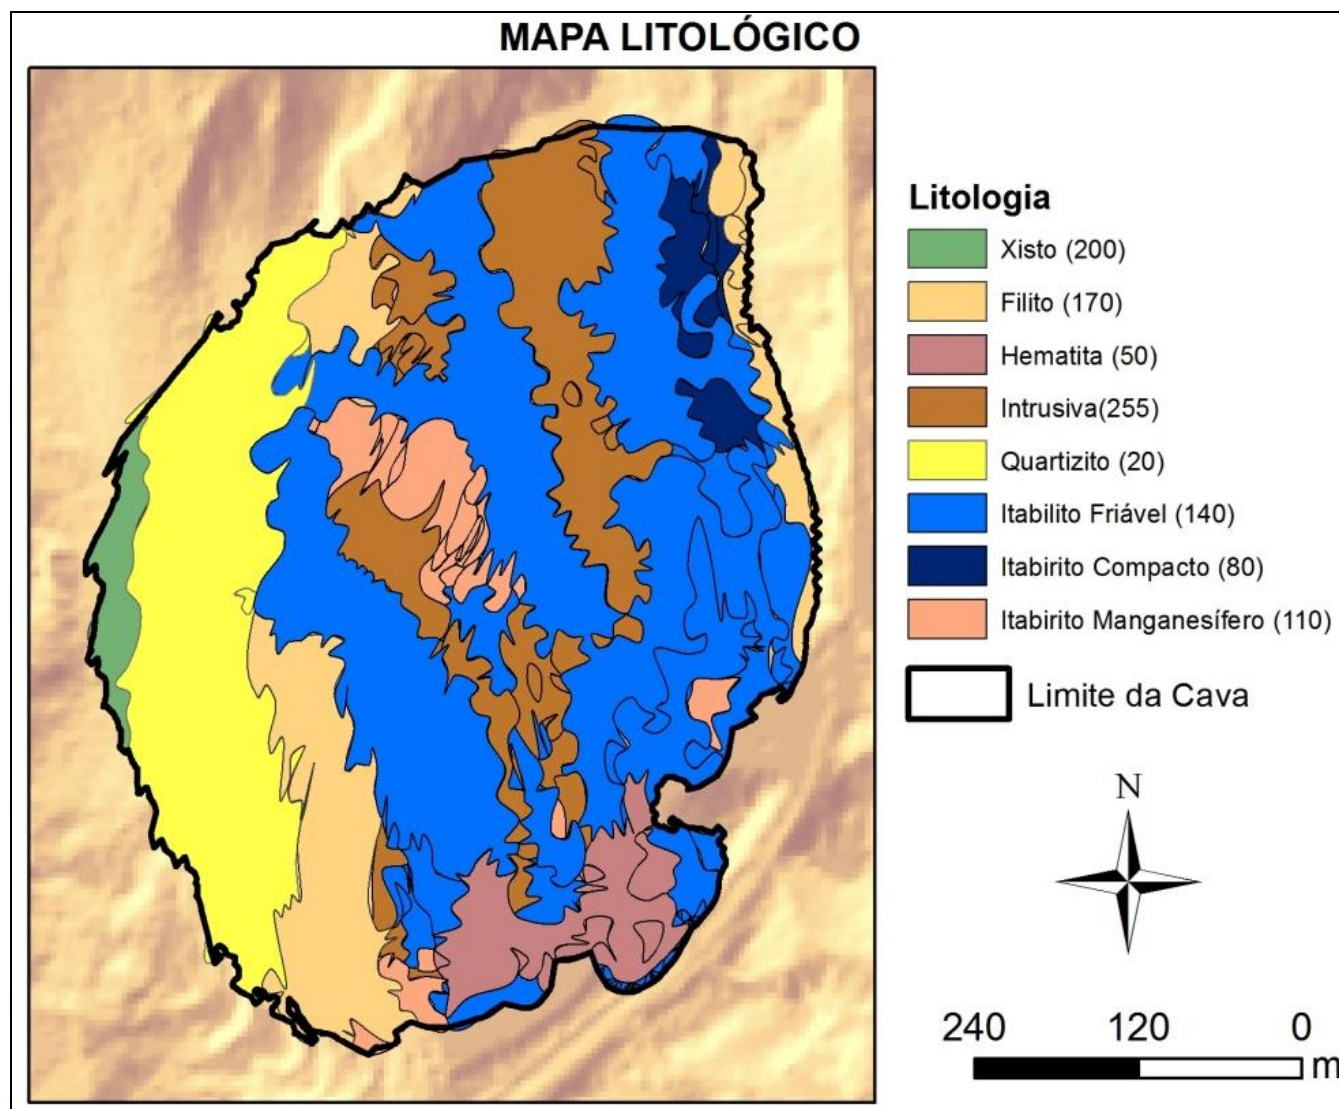 MAPA LITOLÓGICO
Litologia
Xisto (200)
Filito (170)
Hematita (50)
Intrusiva(255)
Quartizito (20)
Itabilito Friável (140)
Itabirito Compacto (80)
Itabirito Manganesífero (110)
Limite da Cava
N
240 120 0
m